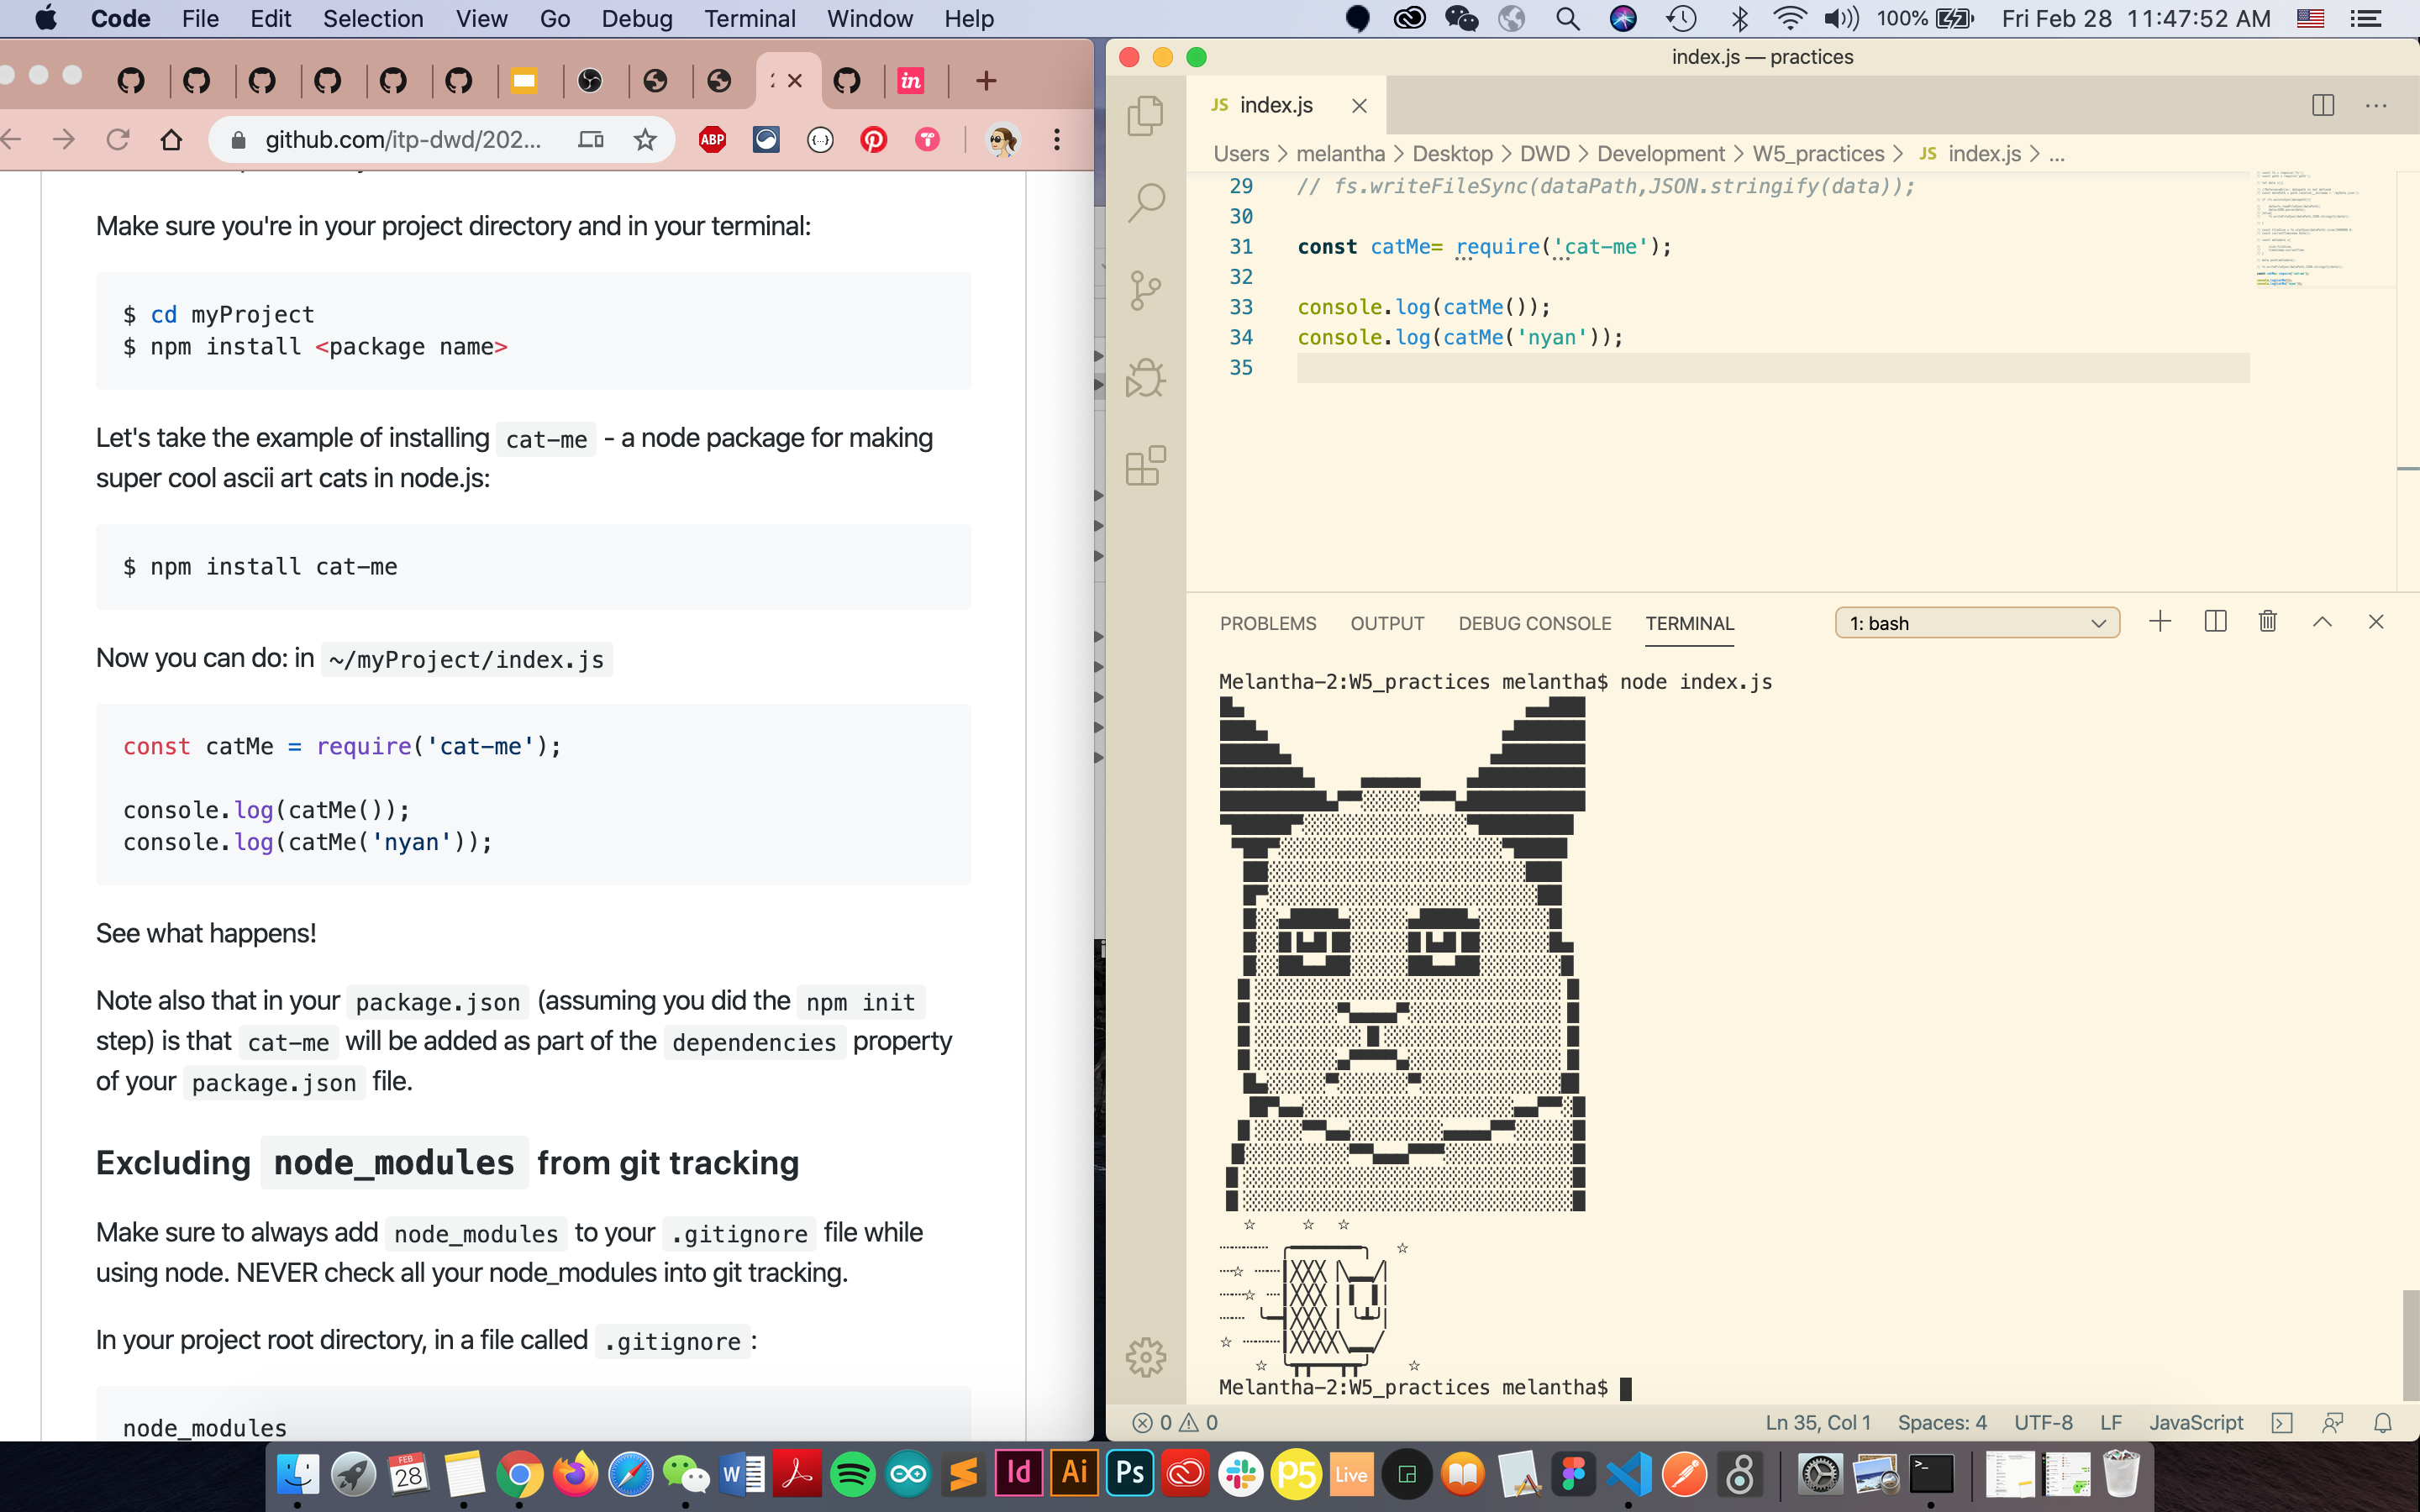 Code File Edit Selection View Go Debug Terminal Window Help 100% Fri Feb 28 11:47:52 AM
index.js — practices
in
github.com/itp-dwd/202...
ABP
JS index.js
Users > melantha > Desktop > DWD > Development > W5_practices > JS index.js > ...
Make sure you're in your project directory and in your terminal:
$ cd myProject
$ npm install <package name>
Let's take the example of installing cat-me - a node package for making
super cool ascii art cats in node.js:
$ npm install cat-me
Now you can do: in ~/myProject/index.js
const catMe = require('cat-me');
console.log(catMe());
console.log(catMe('nyan'));
See what happens!
Note also that in your package.json (assuming you did the npm init
step) is that cat-me will be added as part of the dependencies property
of your package.json file.
Excluding node_modules from git tracking
Make sure to always add node_modules to your .gitignore file while
using node. NEVER check all your node_modules into git tracking.
In your project root directory, in a file called .gitignore:
node_modules
29 // fs.writeFileSync(dataPath,JSON.stringify(data));
30
31 const catMe= require('cat-me');
32
33 console.log(catMe());
34 console.log(catMe('nyan'));
35
PROBLEMS OUTPUT DEBUG CONSOLE TERMINAL 1: bash
Melantha-2:W5_practices melantha$ node index.js
Melantha-2:W5_practices melantha$
0 0 Ln 35, Col 1 Spaces: 4 UTF-8 LF JavaScript
FEB 28 W Id Ai Ps P5 Live